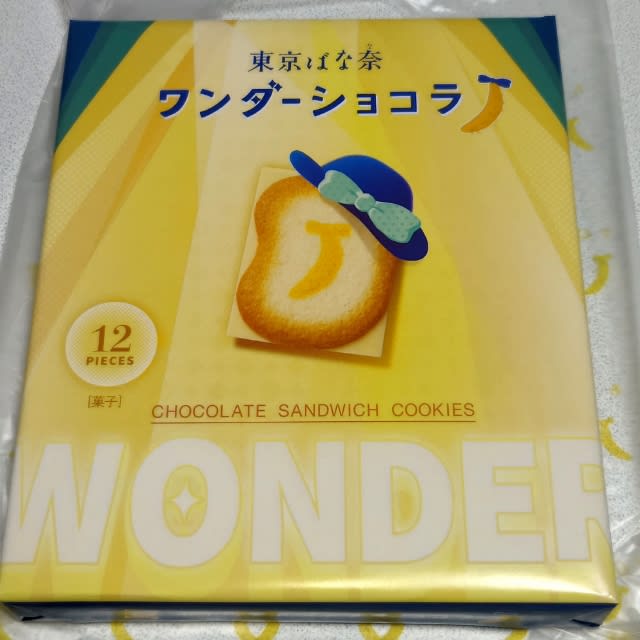 東京ばな奈
ワンダーショコラ
12
PIECES
[菓子]
CHOCOLATE SANDWICH COOKIES
WONDER